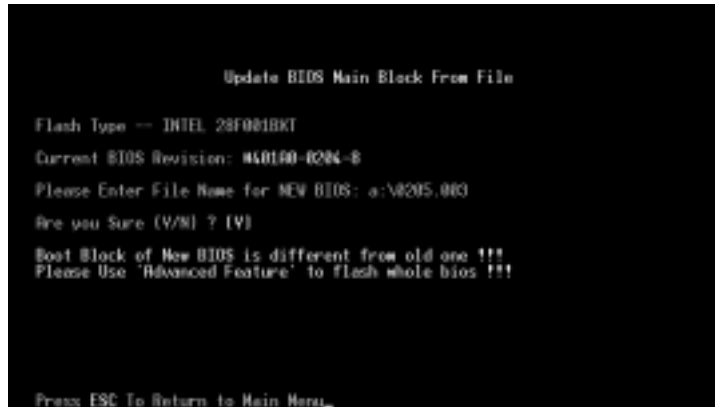 Update BIOS Main Block From File
Flash Type -- INTEL 28F001BXT
Current BIOS Revision: #401A0-0204-B
Please Enter File Name for NEW BIOS: a:\0205.003
Are you Sure (Y/N) ? [Y]
Boot Block of New BIOS is different from old one !!!
Please Use 'Advanced Feature' to flash whole bios !!!
Press ESC To Return to Main Menu_